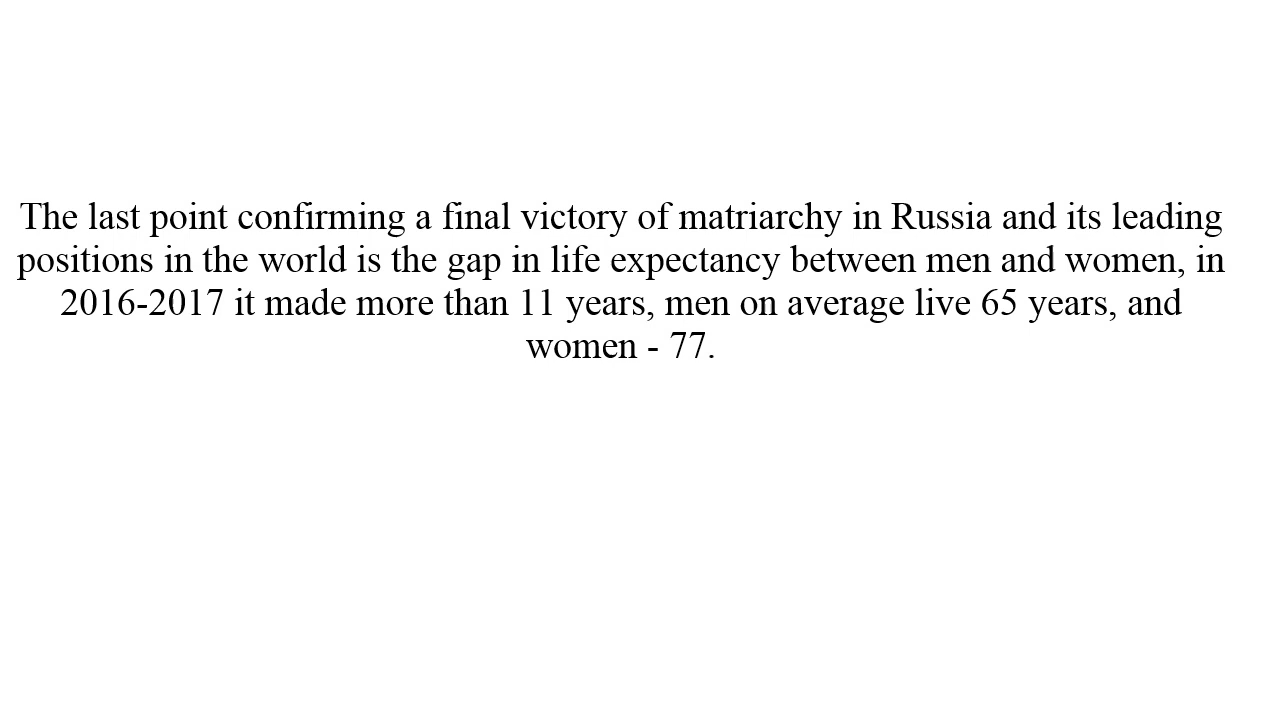 The last point confirming a final victory of matriarchy in Russia and its leading
positions in the world is the gap in life expectancy between men and women, in
2016-2017 it made more than 11 years, men on average live 65 years, and
women - 77.